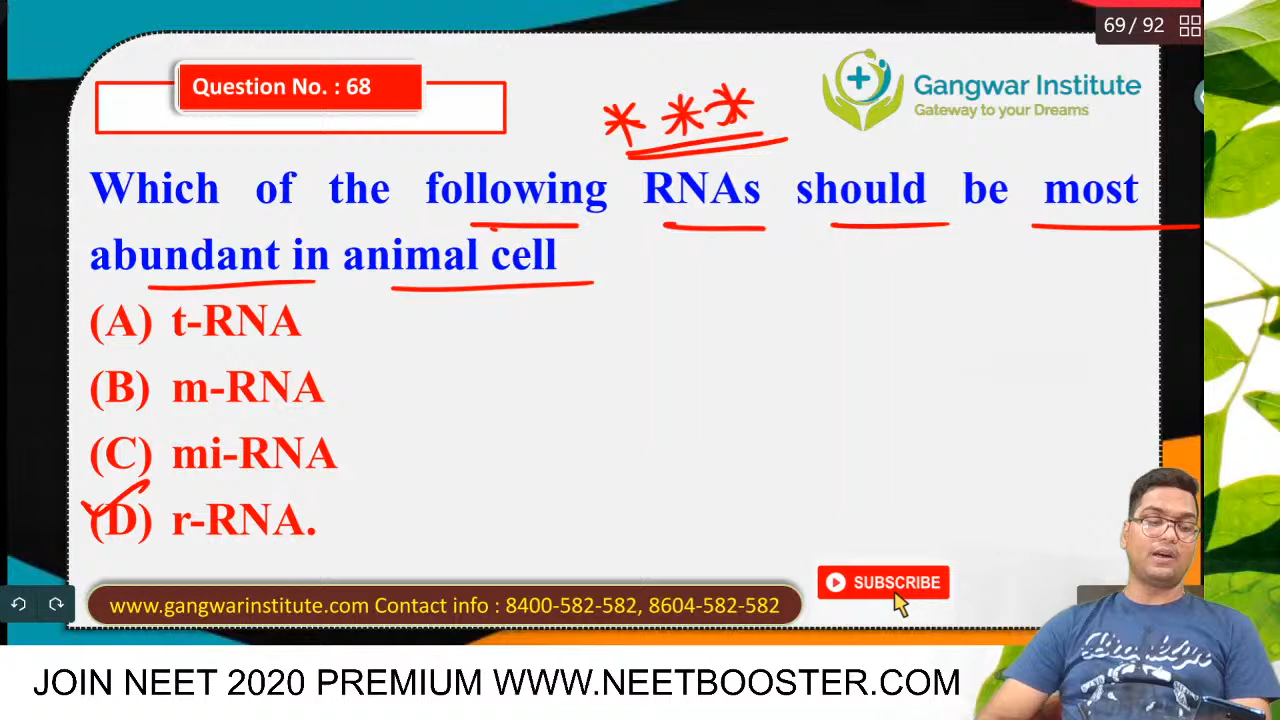 69 / 92
Question No. : 68
Gangwar Institute
Gateway to your Dreams
Which of the following RNAs should be most
abundant in animal cell
(A) t-RNA
(B) m-RNA
(C) mi-RNA
(D) r-RNA.
www.gangwarinstitute.com Contact info : 8400-582-582, 8604-582-582
SUBSCRIBE
JOIN NEET 2020 PREMIUM WWW.NEETBOOSTER.COM